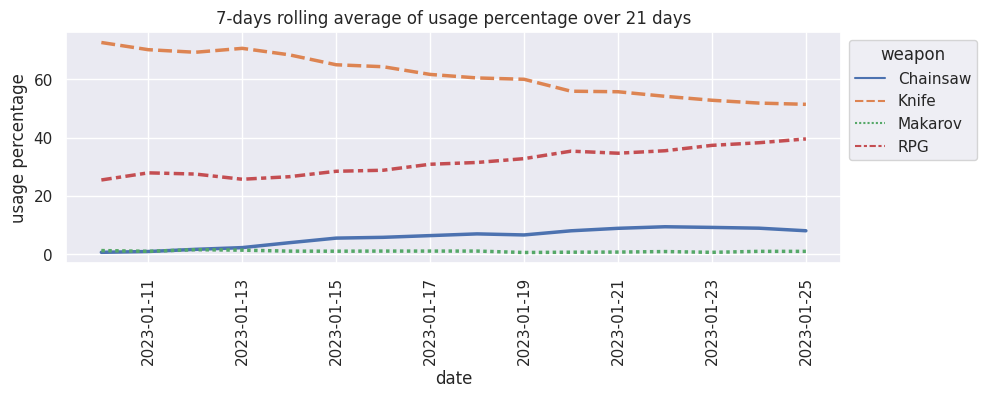 7-days rolling average of usage percentage over 21 days
usage percentage
60
40
20
0
2023-01-11
2023-01-13
2023-01-15
2023-01-17
2023-01-19
2023-01-21
2023-01-23
2023-01-25
date
weapon
Chainsaw
Knife
Makarov
RPG